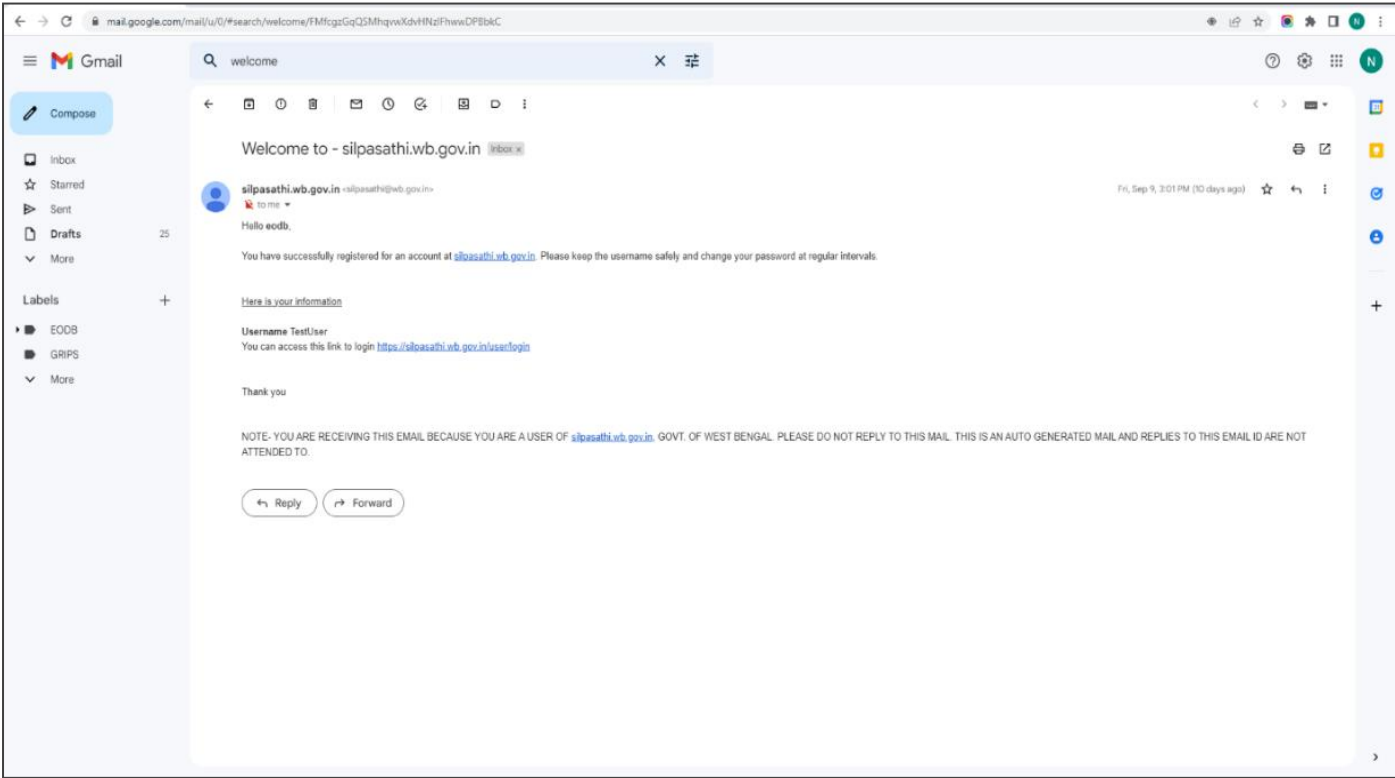 mail.google.com/mail/u/0/#search/welcome/FMfcgzGqQSMhqvwXdvHNzlFhwwDPBbkC
Gmail
welcome
N
Compose
Inbox
Starred
Sent
Drafts 25
More
Labels
EODB
GRIPS
More
Welcome to - silpasathi.wb.gov.in Inbox x
silpasathi.wb.gov.in <silpasathi@wb.gov.in> Fri, Sep 9, 3:01 PM (10 days ago)
to me
Hello eodb,
You have successfully registered for an account at silpasathi.wb.gov.in. Please keep the username safely and change your password at regular intervals.
Here is your information
Username TestUser
You can access this link to login https://silpasathi.wb.gov.in/user/login
Thank you
NOTE- YOU ARE RECEIVING THIS EMAIL BECAUSE YOU ARE A USER OF silpasathi.wb.gov.in, GOVT. OF WEST BENGAL. PLEASE DO NOT REPLY TO THIS MAIL. THIS IS AN AUTO GENERATED MAIL AND REPLIES TO THIS EMAIL ID ARE NOT
ATTENDED TO.
Reply Forward